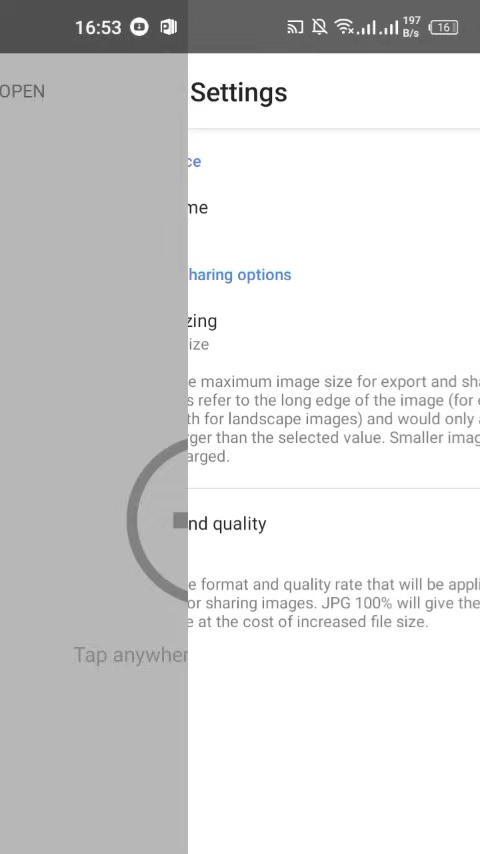 16:53
197
B/s
16
OPEN
Settings
ce
me
haring options
zing
ize
e maximum image size for export and sha
s refer to the long edge of the image (for e
th for landscape images) and would only a
rger than the selected value. Smaller imag
arged.
nd quality
e format and quality rate that will be appli
or sharing images. JPG 100% will give the
e at the cost of increased file size.
Tap anywher